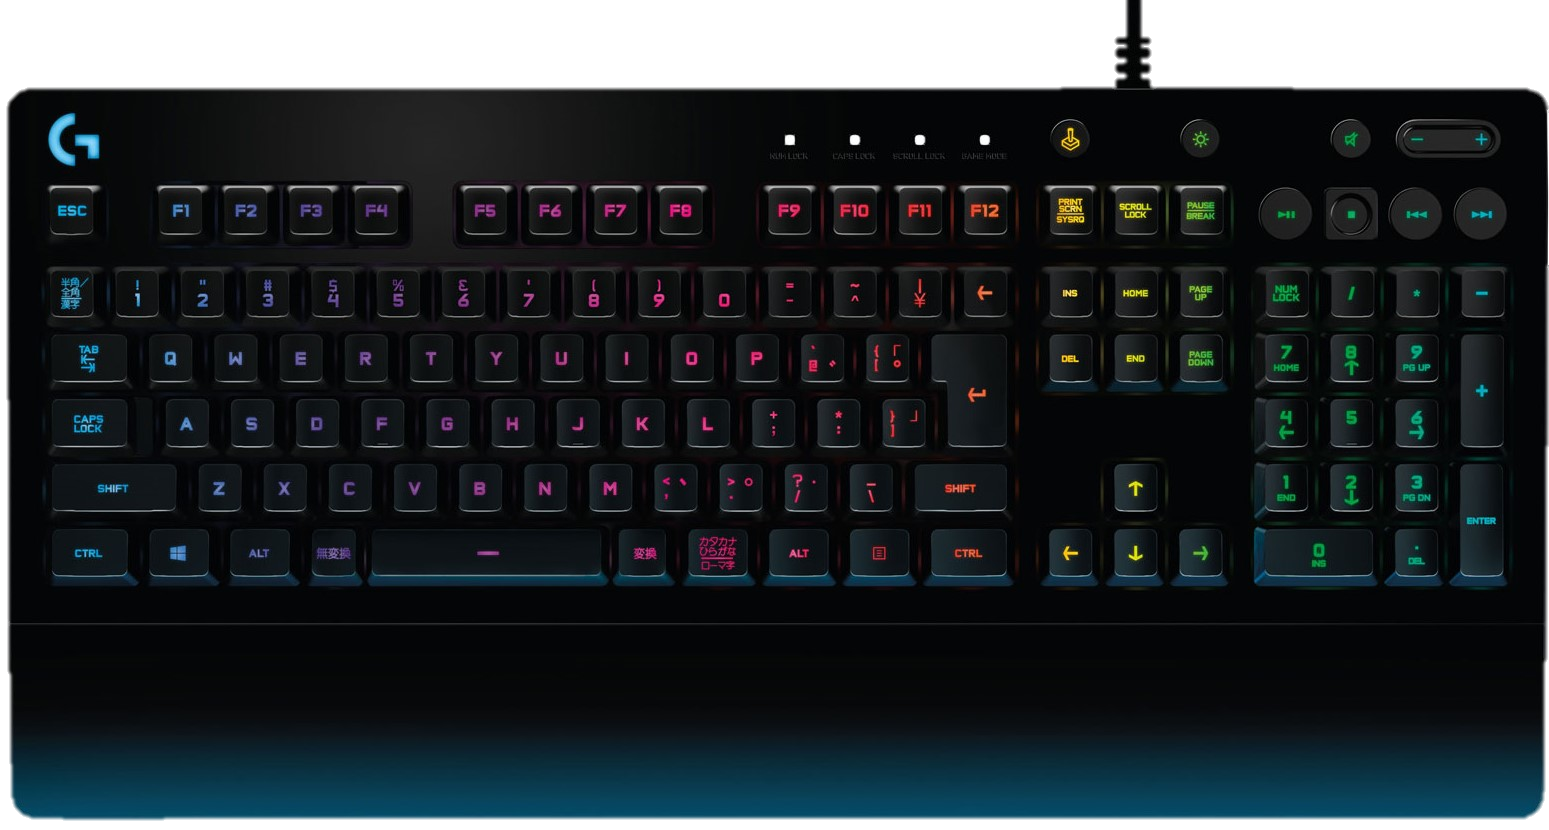 NUM LOCK CAPS LOCK SCROLL LOCK GAME MODE
ESC F1 F2 F3 F4 F5 F6 F7 F8 F9 F10 F11 F12
PRINT SCRN SYSRQ
SCROLL LOCK
PAUSE BREAK
半角/
全角
漢字
! 1 " 2 # 3 $ 4 % 5 £ 6 ' 7 ( 8 ) 9 0 = - ~ ^ | ¥ ←
INS HOME PAGE UP
NUM LOCK / * -
TAB Q W E R T Y U I O P ` @ ゛ { [ 「 °
DEL END PAGE DOWN
7 HOME 8 ↑ 9 PG UP +
CAPS LOCK A S D F G H J K L + ; * : } ] 」 ↵
4 ← 5 6 →
SHIFT Z X C V B N M < , 、 > . 。 ? / ・ _ \ SHIFT
↑
1 END 2 ↓ 3 PG DN ENTER
CTRL ALT 無変換 変換
カタカナ
ひらがな
ローマ字
ALT CTRL
← ↓ →
0 INS . DEL